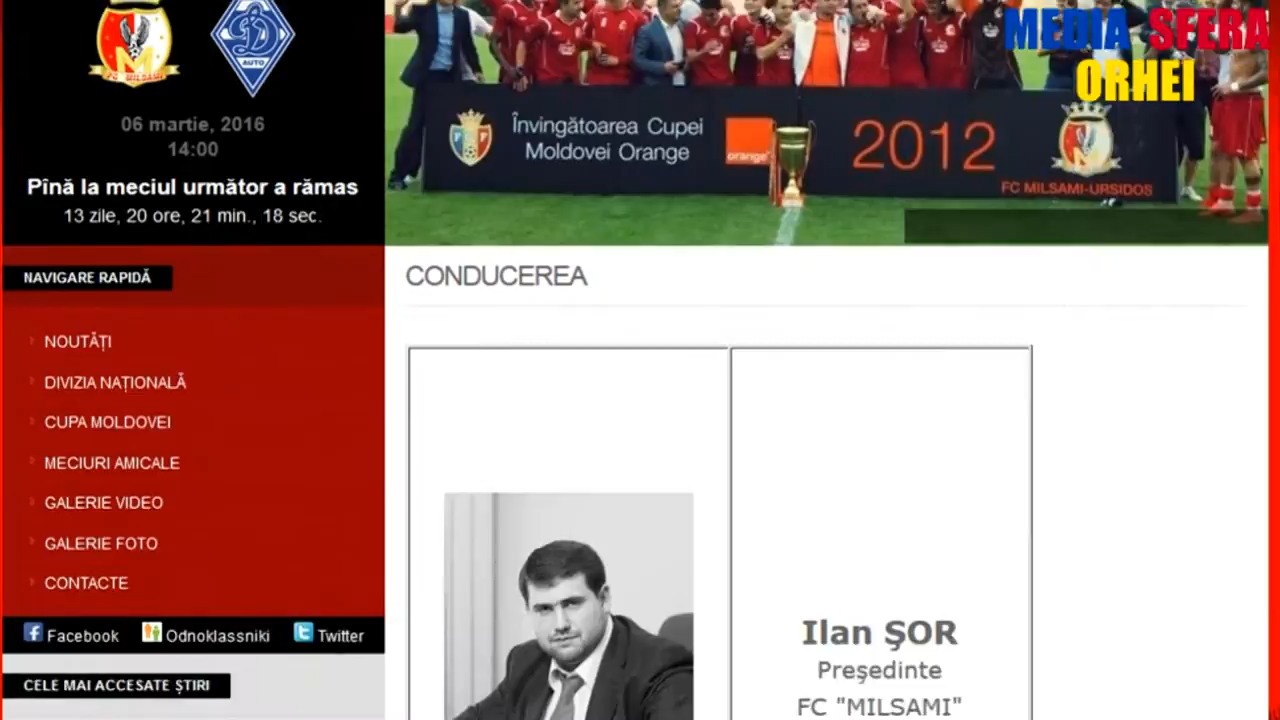 MEDIA SFERA
ORHEI
FC MILSAMI
AUTO
06 martie, 2016
14:00
Pînă la meciul următor a rămas
13 zile, 20 ore, 21 min., 18 sec.
Învingătoarea Cupei
Moldovei Orange
orange
2012
FC MILSAMI-URSIDOS
NAVIGARE RAPIDĂ
NOUTĂȚI
DIVIZIA NAȚIONALĂ
CUPA MOLDOVEI
MECIURI AMICALE
GALERIE VIDEO
GALERIE FOTO
CONTACTE
Facebook
Odnoklassniki
Twitter
CELE MAI ACCESATE ȘTIRI
CONDUCEREA
Ilan ŞOR
Preşedinte
FC "MILSAMI"